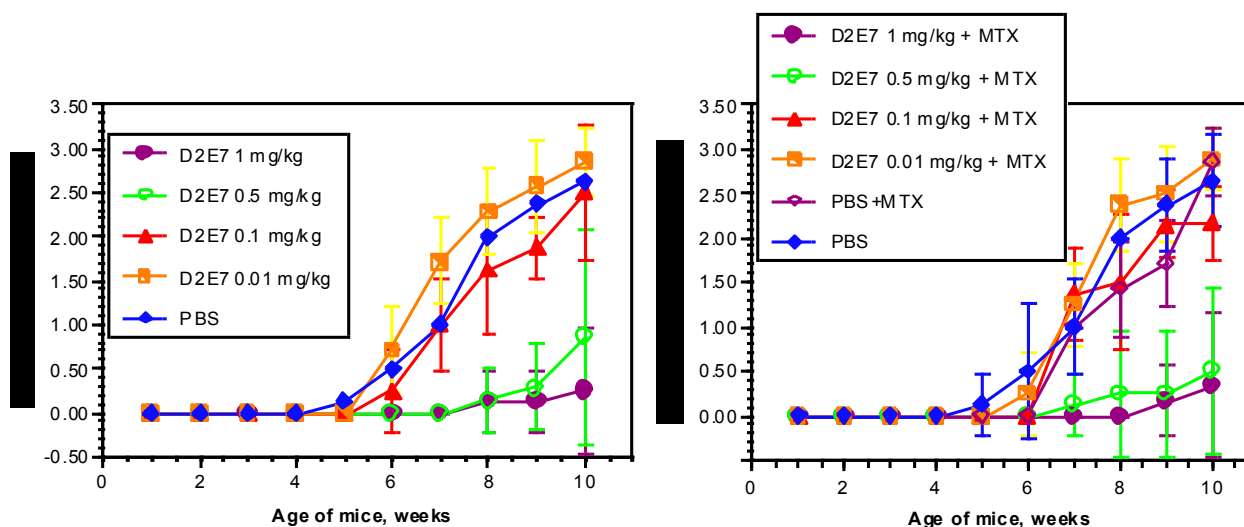 D2E7 1 mg/kg + MTX
D2E7 0.5 mg/kg + MTX
D2E7 0.1 mg/kg + MTX
D2E7 0.01 mg/kg + MTX
PBS +MTX
PBS
3.50
3.00
2.50
2.00
1.50
1.00
0.50
0.00
-0.50
D2E7 1 mg/kg
D2E7 0.5 mg/kg
D2E7 0.1 mg/kg
D2E7 0.01 mg/kg
PBS
0 2 4 6 8 10
Age of mice, weeks
3.50
3.00
2.50
2.00
1.50
1.00
0.50
0.00
0 2 4 6 8 10
Age of mice, weeks